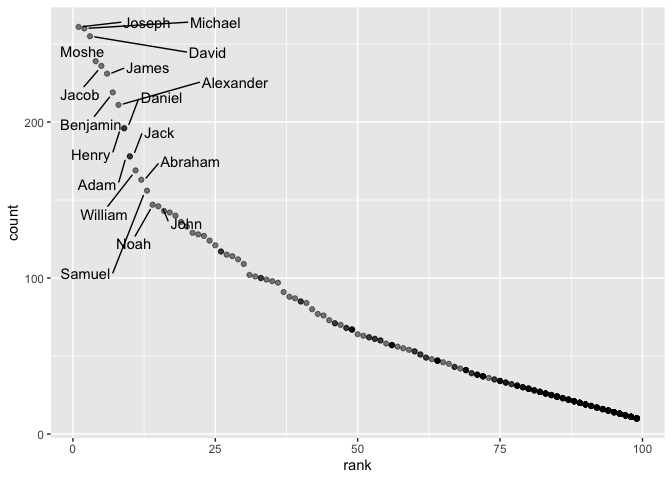 Joseph
Michael
Moshe
David
James
Alexander
Jacob
Daniel
Benjamin
Jack
Henry
Abraham
Adam
William
John
Noah
Samuel
200
100
0
count
0
25
50
75
100
rank